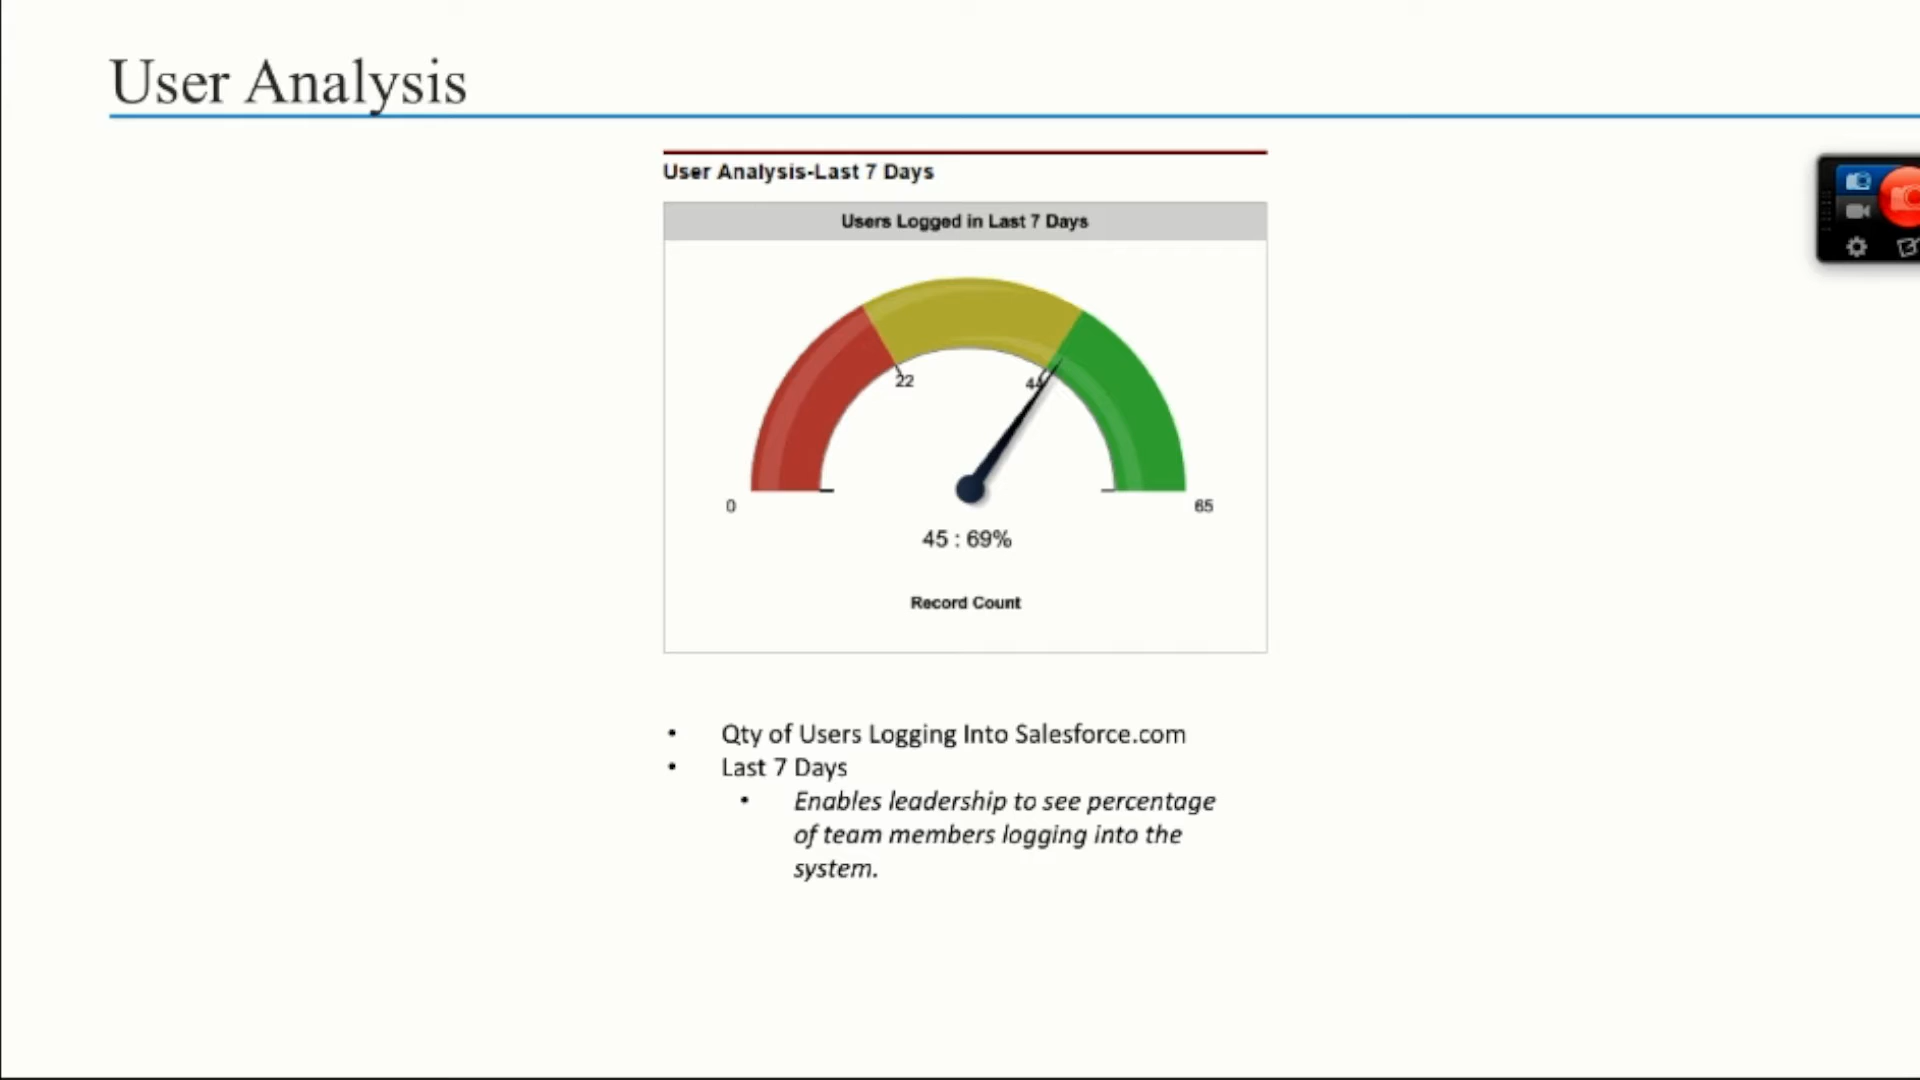 User Analysis
User Analysis-Last 7 Days
Users Logged in Last 7 Days
22
44
0
65
45 : 69%
Record Count
• Qty of Users Logging Into Salesforce.com
• Last 7 Days
• Enables leadership to see percentage
of team members logging into the
system.